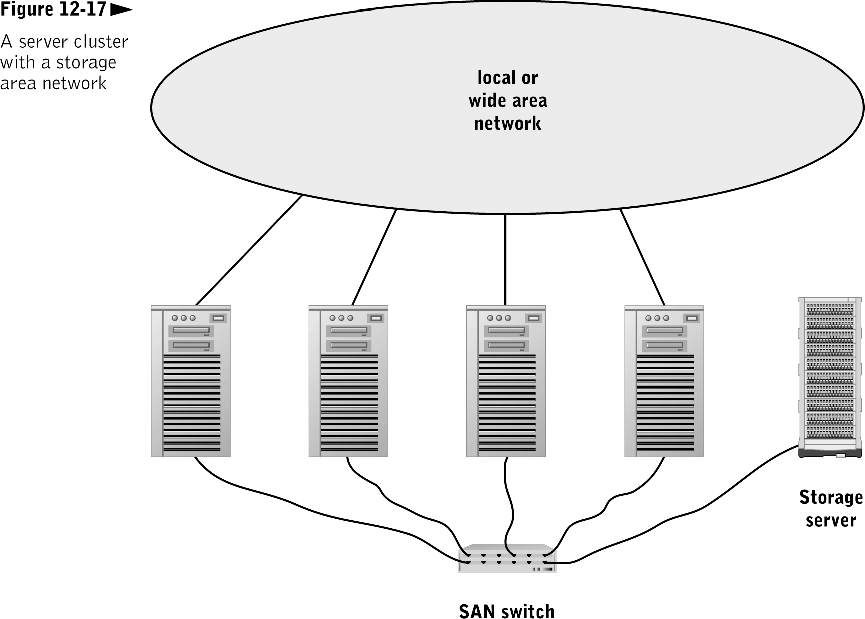 Figure 12-17►
A server cluster
with a storage
area network
local or
wide area
network
Storage
server
SAN switch